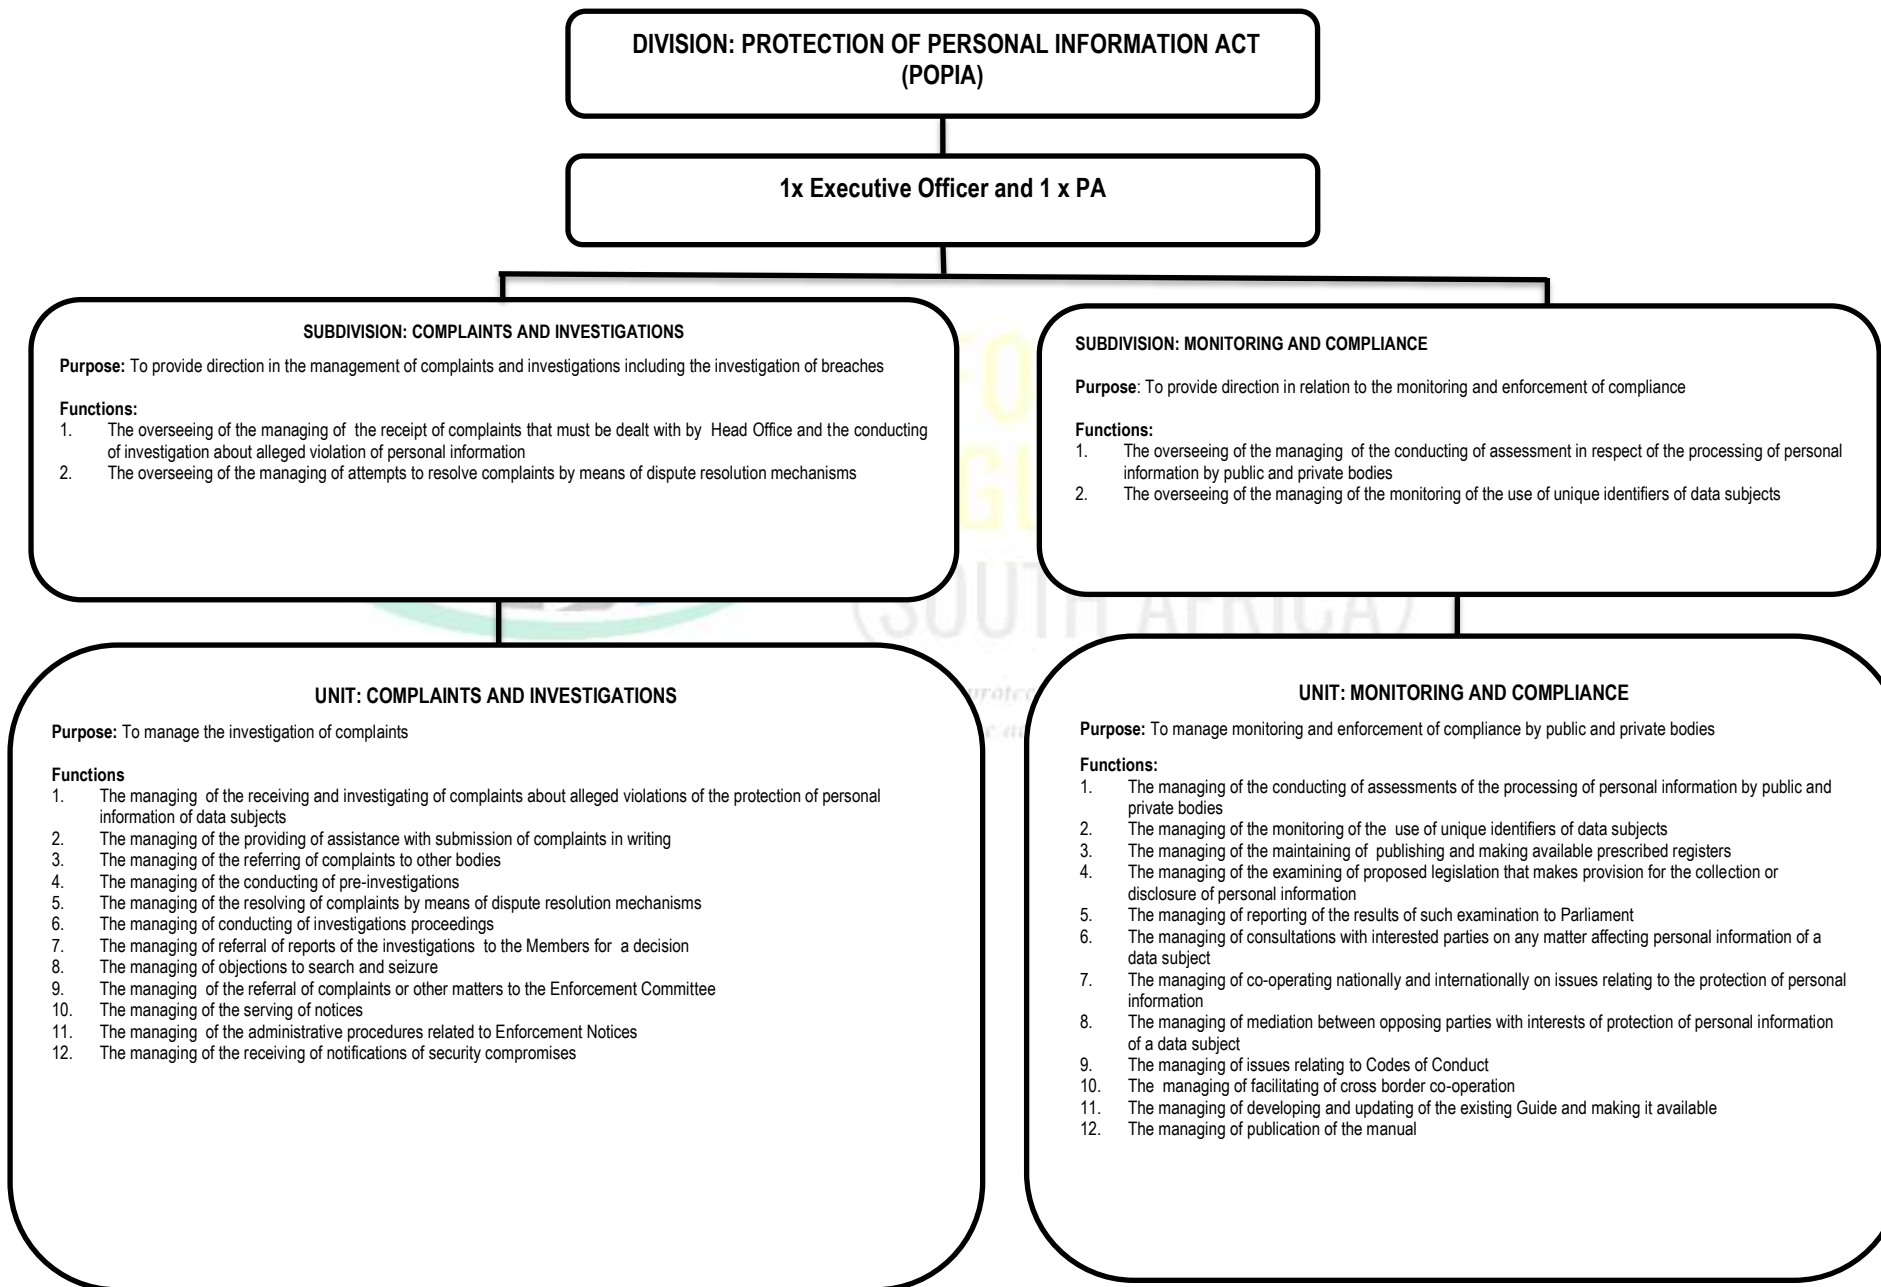 DIVISION: PROTECTION OF PERSONAL INFORMATION ACT
(POPIA)
1x Executive Officer and 1 x PA
SUBDIVISION: COMPLAINTS AND INVESTIGATIONS
Purpose: To provide direction in the management of complaints and investigations including the investigation of breaches
Functions:
1. The overseeing of the managing of the receipt of complaints that must be dealt with by Head Office and the conducting
of investigation about alleged violation of personal information
2. The overseeing of the managing of attempts to resolve complaints by means of dispute resolution mechanisms
SUBDIVISION: MONITORING AND COMPLIANCE
Purpose: To provide direction in relation to the monitoring and enforcement of compliance
Functions:
1. The overseeing of the managing of the conducting of assessment in respect of the processing of personal
information by public and private bodies
2. The overseeing of the managing of the monitoring of the use of unique identifiers of data subjects
SOUTH AFRICA
UNIT: COMPLAINTS AND INVESTIGATIONS
Purpose: To manage the investigation of complaints
Functions
1. The managing of the receiving and investigating of complaints about alleged violations of the protection of personal
information of data subjects
2. The managing of the providing of assistance with submission of complaints in writing
3. The managing of the referring of complaints to other bodies
4. The managing of the conducting of pre-investigations
5. The managing of the resolving of complaints by means of dispute resolution mechanisms
6. The managing of conducting of investigations proceedings
7. The managing of referral of reports of the investigations to the Members for a decision
8. The managing of objections to search and seizure
9. The managing of the referral of complaints or other matters to the Enforcement Committee
10. The managing of the serving of notices
11. The managing of the administrative procedures related to Enforcement Notices
12. The managing of the receiving of notifications of security compromises
UNIT: MONITORING AND COMPLIANCE
Purpose: To manage monitoring and enforcement of compliance by public and private bodies
Functions:
1. The managing of the conducting of assessments of the processing of personal information by public and
private bodies
2. The managing of the monitoring of the use of unique identifiers of data subjects
3. The managing of the maintaining of publishing and making available prescribed registers
4. The managing of the examining of proposed legislation that makes provision for the collection or
disclosure of personal information
5. The managing of reporting of the results of such examination to Parliament
6. The managing of consultations with interested parties on any matter affecting personal information of a
data subject
7. The managing of co-operating nationally and internationally on issues relating to the protection of personal
information
8. The managing of mediation between opposing parties with interests of protection of personal information
of a data subject
9. The managing of issues relating to Codes of Conduct
10. The managing of facilitating of cross border co-operation
11. The managing of developing and updating of the existing Guide and making it available
12. The managing of publication of the manual